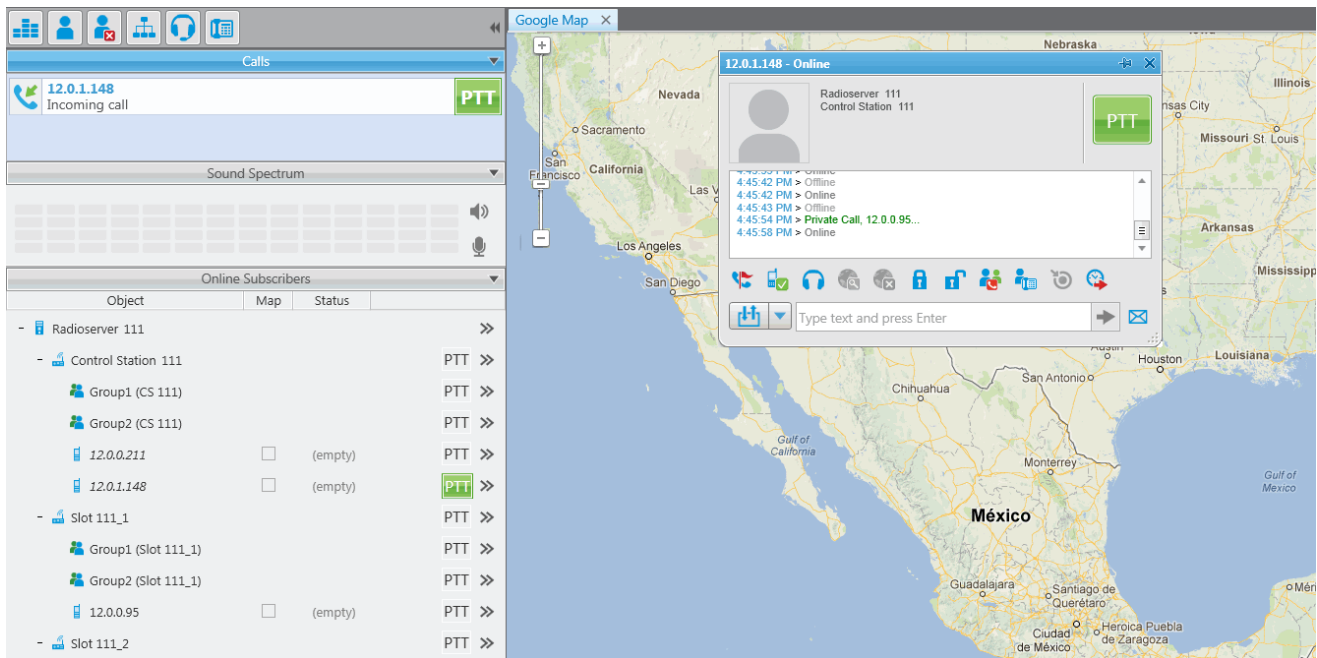 Calls
12.0.1.148
Incoming call
PTT
Sound Spectrum
Online Subscribers
Object Map Status
- Radioserver 111
- Control Station 111 PTT
Group1 (CS 111) PTT
Group2 (CS 111) PTT
12.0.0.211 (empty) PTT
12.0.1.148 (empty) PTT
- Slot 111_1 PTT
Group1 (Slot 111_1) PTT
Group2 (Slot 111_1) PTT
12.0.0.95 (empty) PTT
- Slot 111_2 PTT
Google Map
12.0.1.148 - Online
Radioserver 111
Control Station 111
PTT
4:45:42 PM > Offline
4:45:42 PM > Online
4:45:43 PM > Offline
4:45:54 PM > Private Call, 12.0.0.95...
4:45:58 PM > Online
Type text and press Enter
Nebraska
Nevada
Illinois
nsas City
Sacramento
Missouri St. Louis
San
Francisco
California
Las V
Arkansas
Los Angeles
San Diego
Mississipp
Austin
Houston
Louisiana
San Antonio
Chihuahua
Gulf of
California
Monterrey
Gulf of
Mexico
México
Guadalajara
Santiago de
Querétaro
Méri
Ciudad
de México
Heroica Puebla
de Zaragoza